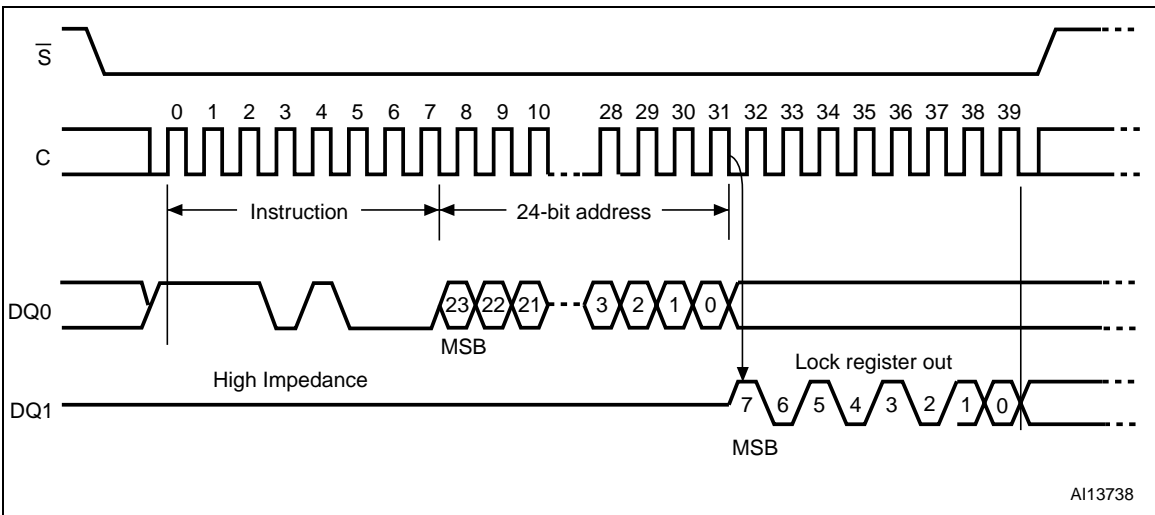 S
0 1 2 3 4 5 6 7 8 9 10 28 29 30 31 32 33 34 35 36 37 38 39
C
Instruction 24-bit address
DQ0 23 22 21 3 2 1 0
MSB
High Impedance Lock register out
DQ1 7 6 5 4 3 2 1 0
MSB
AI13738